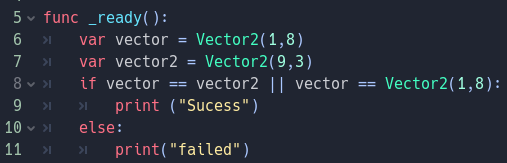 5 func _ready():
6 var vector = Vector2(1,8)
7 var vector2 = Vector2(9,3)
8 if vector == vector2 || vector == Vector2(1,8):
9 print ("Sucess")
10 else:
11 print("failed")